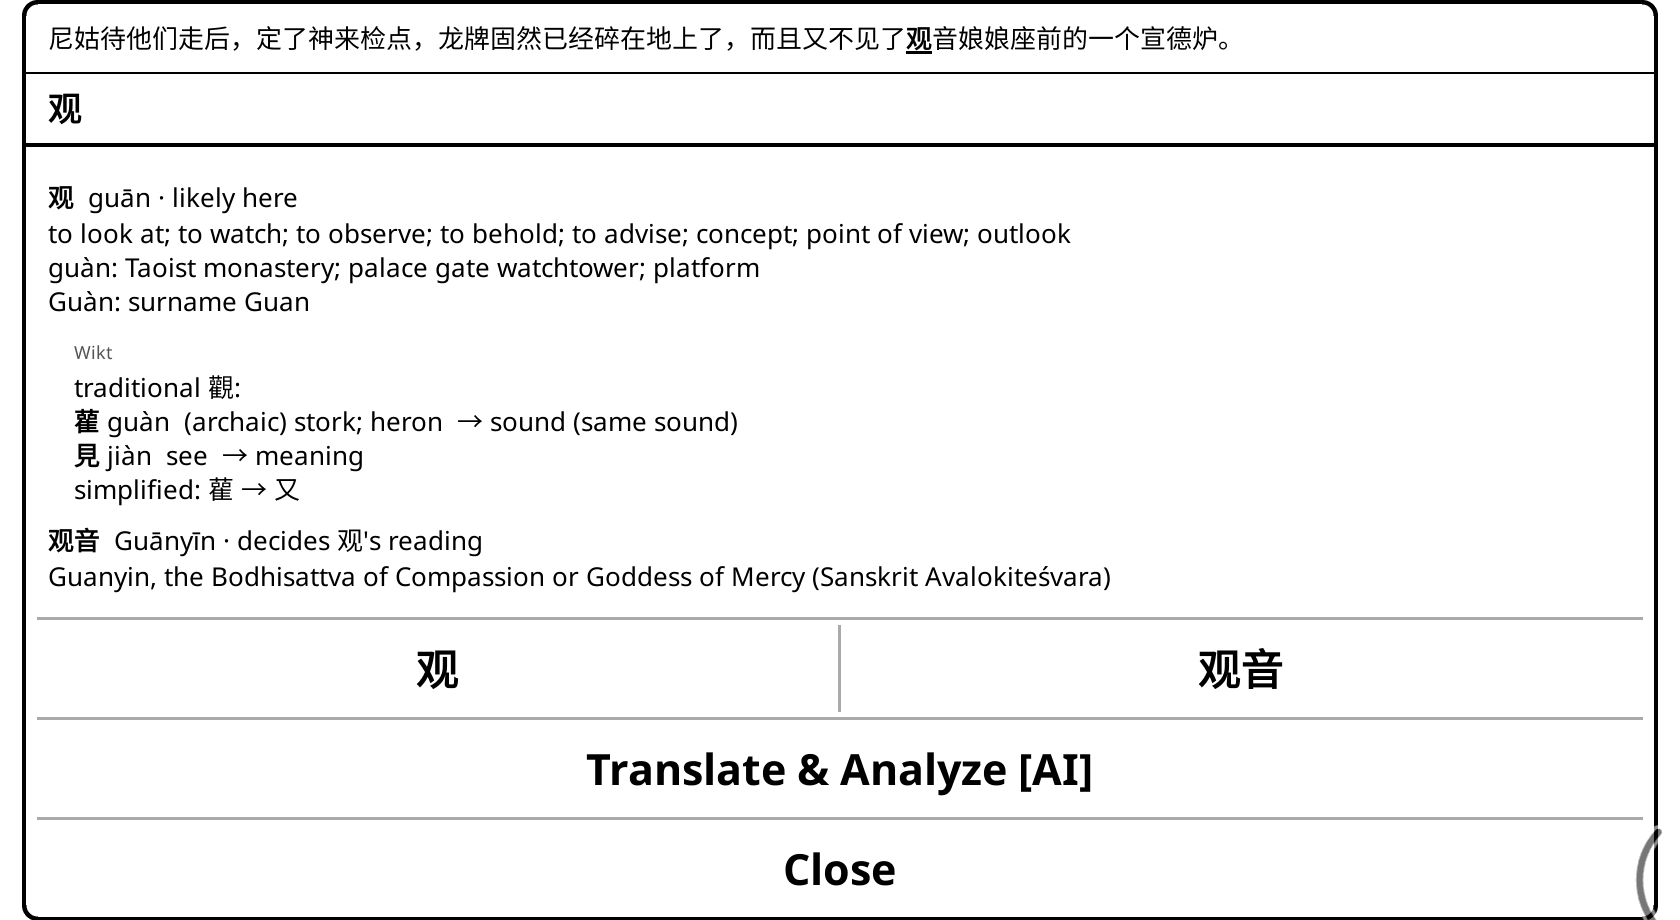 尼姑待他们走后，定了神来检点，龙牌固然已经碎在地上了，而且又不见了观音娘娘座前的一个宣德炉。
观
观 guān · likely here
to look at; to watch; to observe; to behold; to advise; concept; point of view; outlook
guàn: Taoist monastery; palace gate watchtower; platform
Guàn: surname Guan
Wikt
traditional 觀:
雚 guàn (archaic) stork; heron → sound (same sound)
見 jiàn see → meaning
simplified: 雚 → 又
观音 Guānyīn · decides 观's reading
Guanyin, the Bodhisattva of Compassion or Goddess of Mercy (Sanskrit Avalokiteśvara)
观 观音
Translate & Analyze [AI]
Close